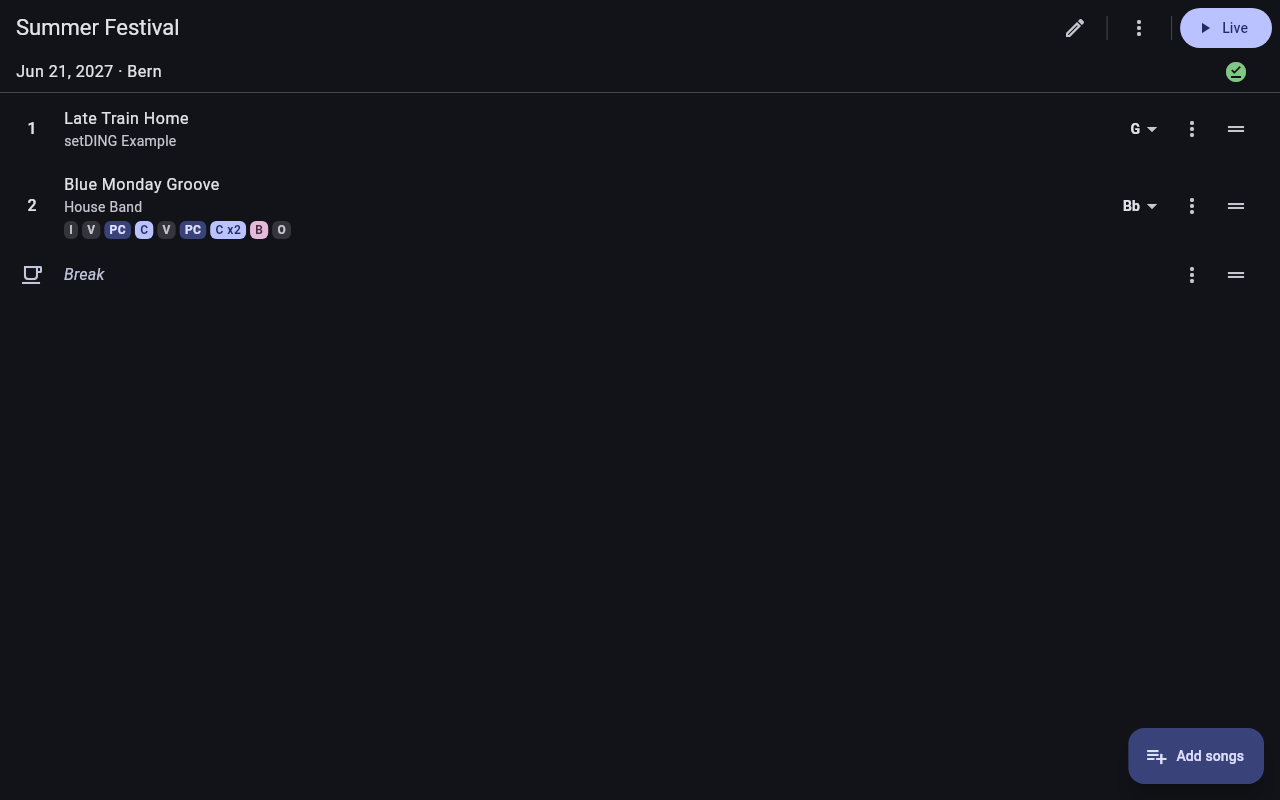 Summer Festival
Live
Jun 21, 2027 · Bern
1
Late Train Home
setDING Example
G
2
Blue Monday Groove
House Band
Bb
I V PC C V PC C x2 B O
Break
Add songs